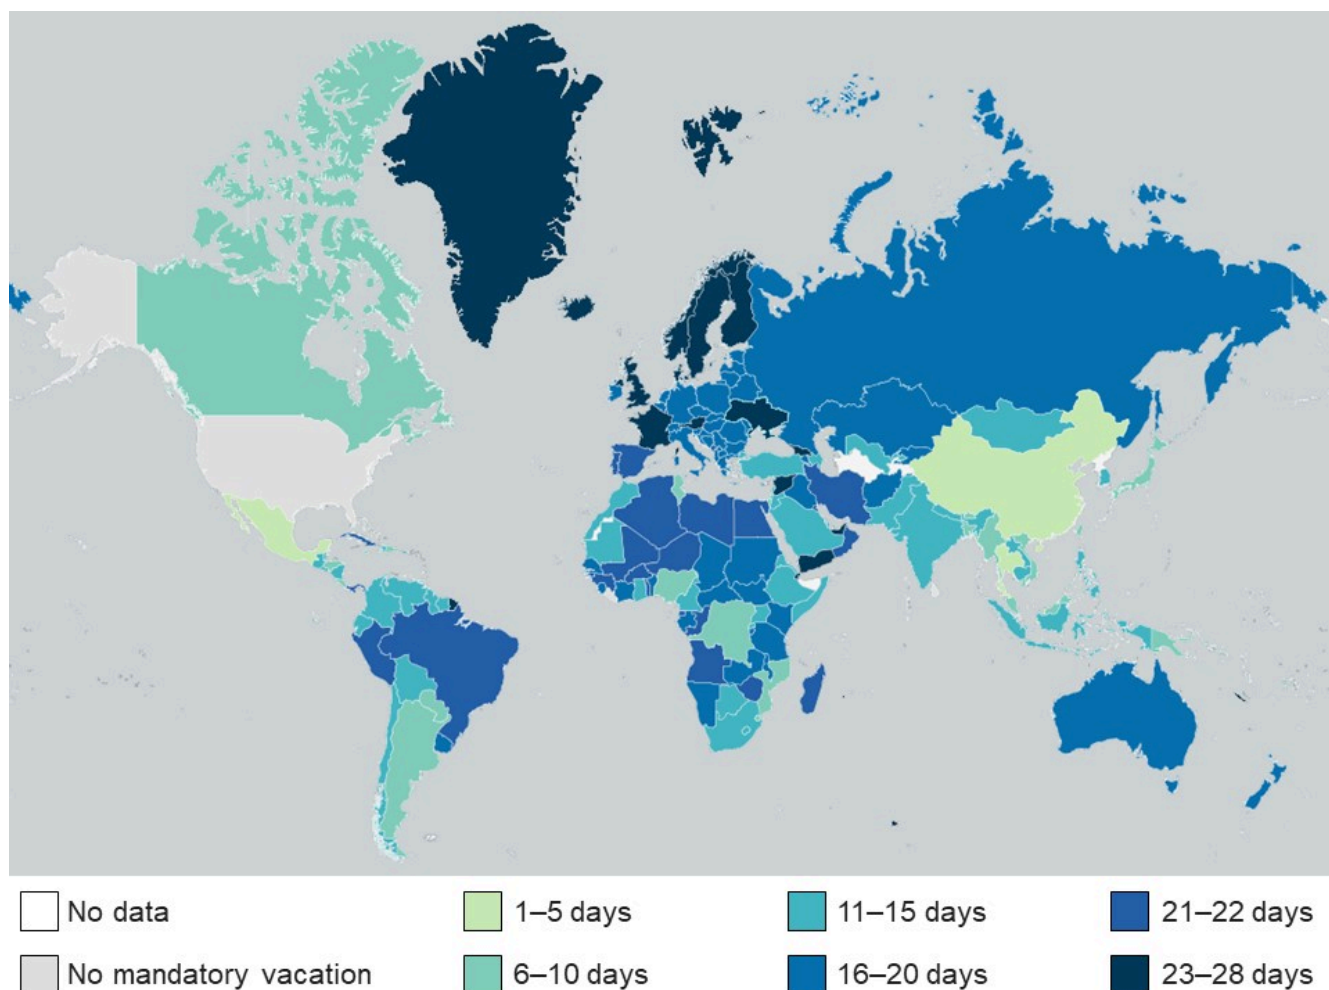 No data
1–5 days
11–15 days
21–22 days
No mandatory vacation
6–10 days
16–20 days
23–28 days